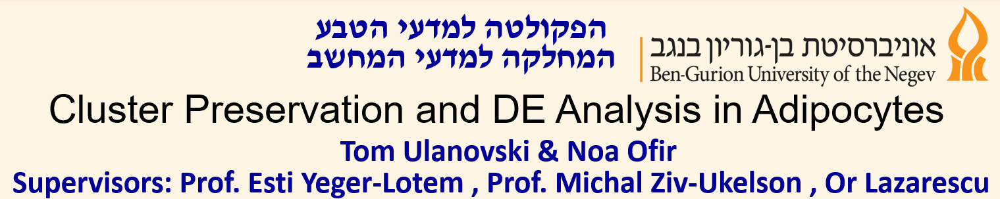 הפקולטה למדעי הטבע
המחלקה למדעי המחשב
אוניברסיטת בן-גוריון בנגב
Ben-Gurion University of the Negev
Cluster Preservation and DE Analysis in Adipocytes
Tom Ulanovski & Noa Ofir
Supervisors: Prof. Esti Yeger-Lotem , Prof. Michal Ziv-Ukelson , Or Lazarescu